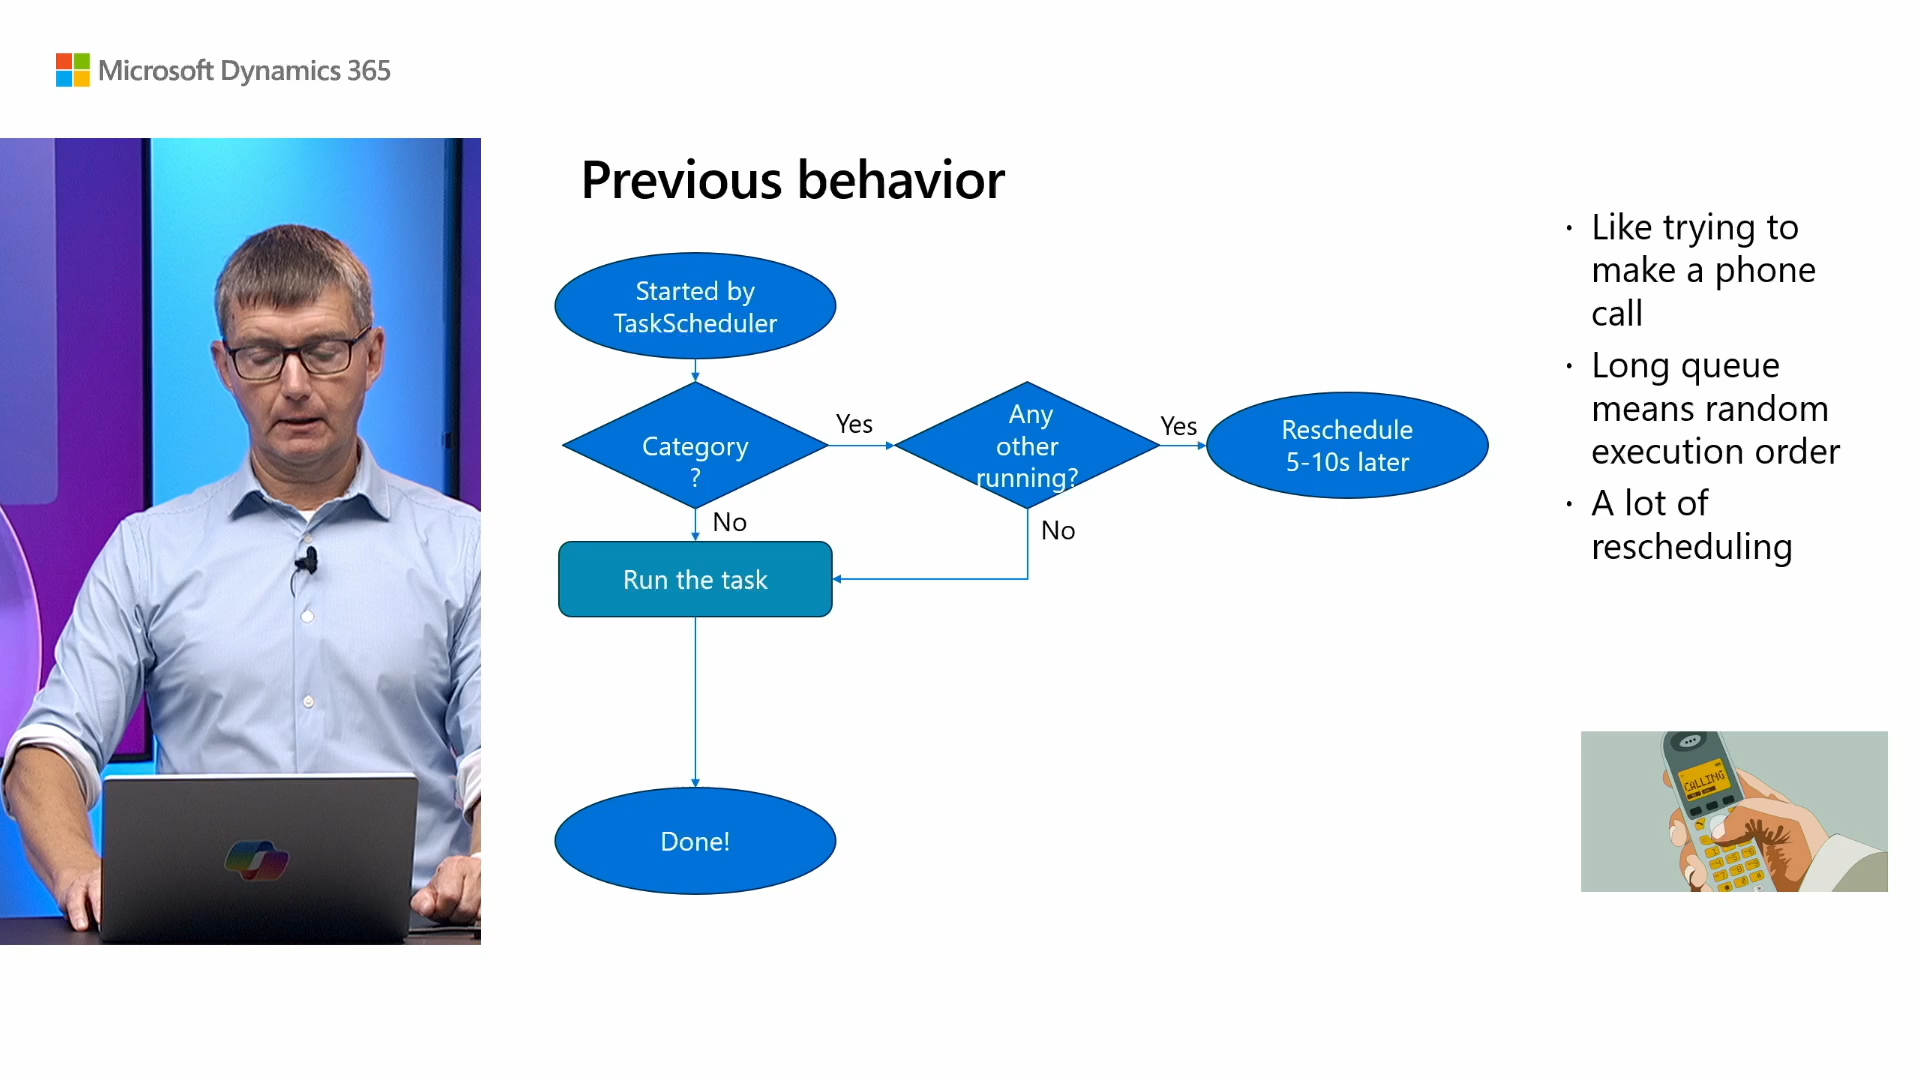 Microsoft Dynamics 365
Previous behavior
Started by
TaskScheduler
Category
?
Yes
Any
other
running?
Yes
Reschedule
5-10s later
No
No
Run the task
Done!
· Like trying to
make a phone
call
· Long queue
means random
execution order
· A lot of
rescheduling
CALLING